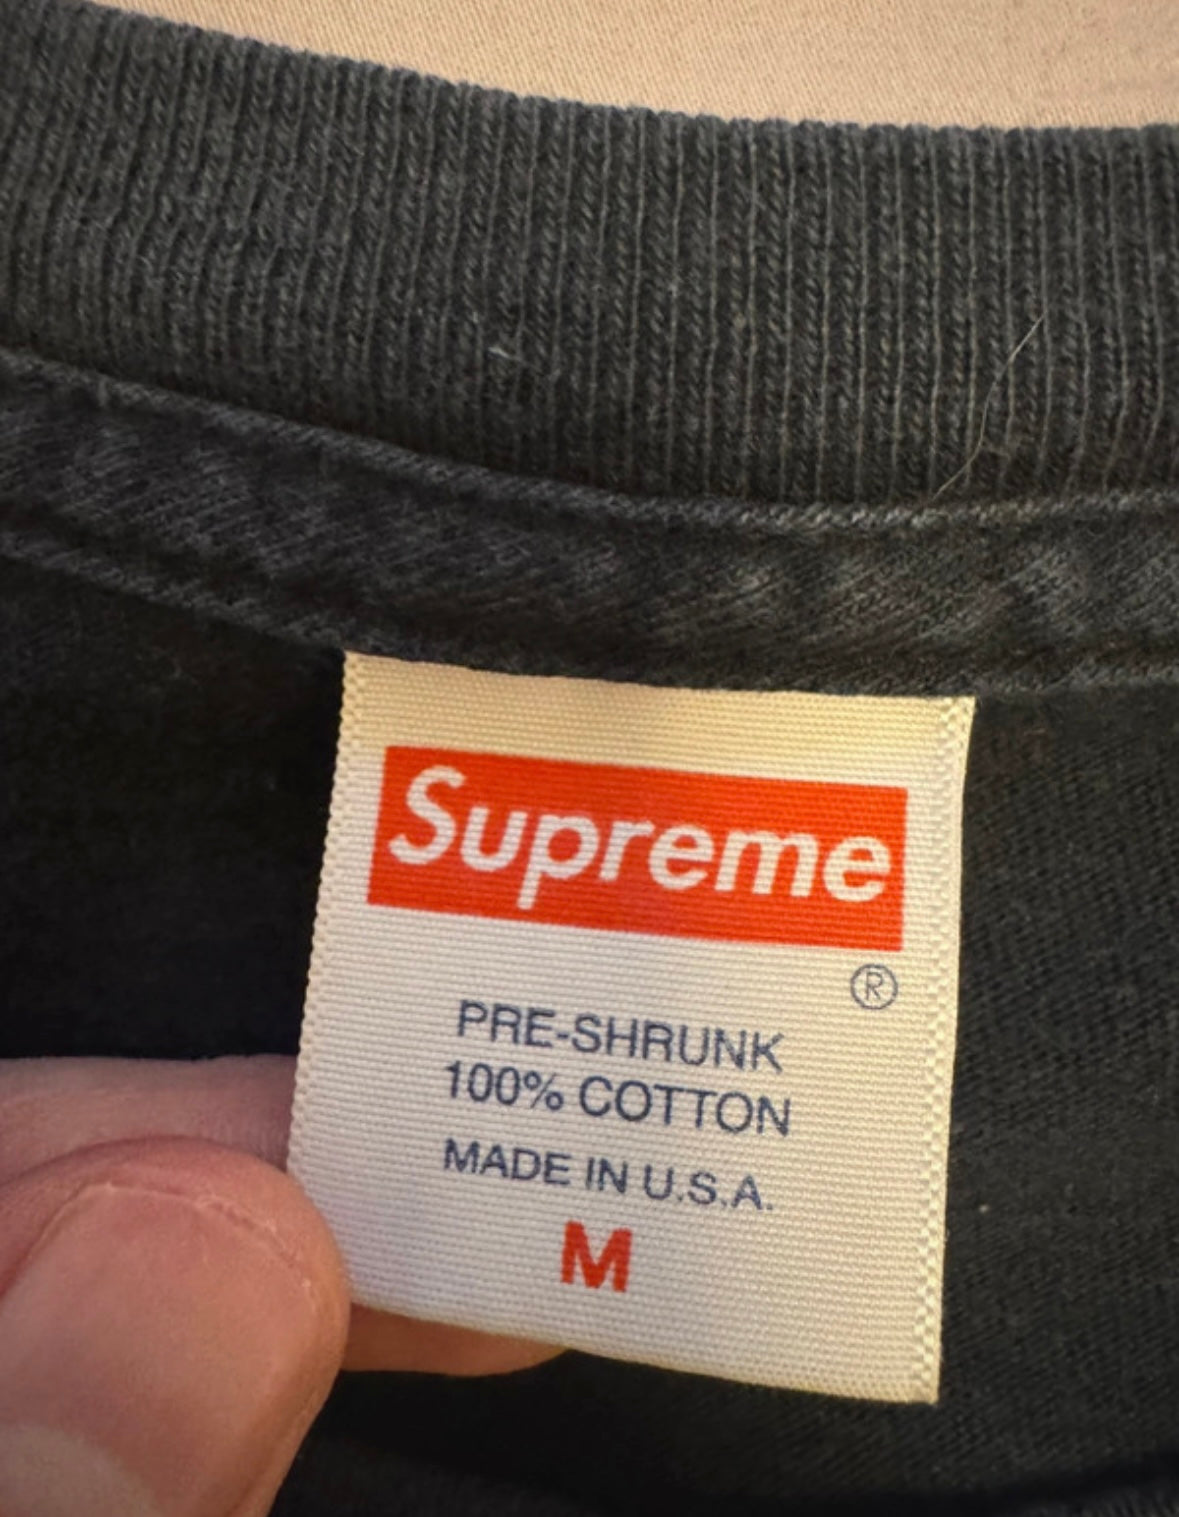 Supreme
®
PRE-SHRUNK
100% COTTON
MADE IN U.S.A.
M